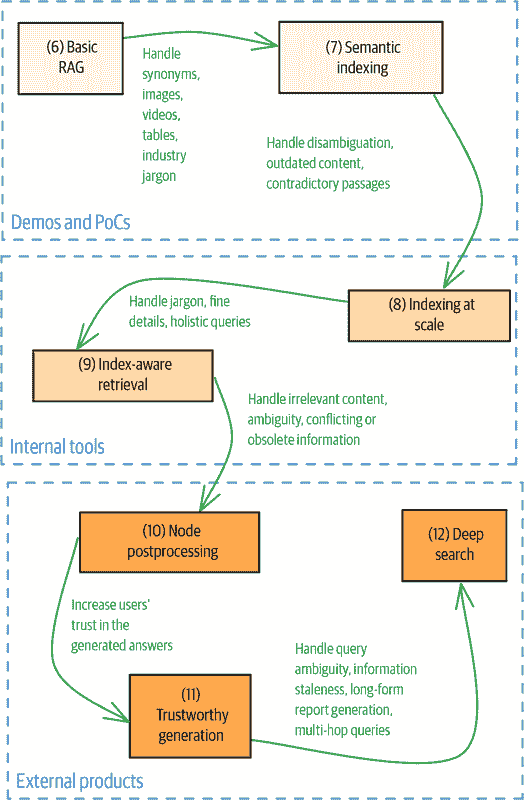 (6) Basic
RAG
Handle
synonyms,
images,
videos,
tables,
industry
jargon
(7) Semantic
indexing
Handle disambiguation,
outdated content,
contradictory passages
Demos and PoCs
(8) Indexing at
scale
Handle jargon, fine
details, holistic queries
(9) Index-aware
retrieval
Handle irrelevant content,
ambiguity, conflicting or
obsolete information
Internal tools
(10) Node
postprocessing
(12) Deep
search
Increase users'
trust in the
generated answers
(11)
Trustworthy
generation
Handle query
ambiguity, information
staleness, long-form
report generation,
multi-hop queries
External products